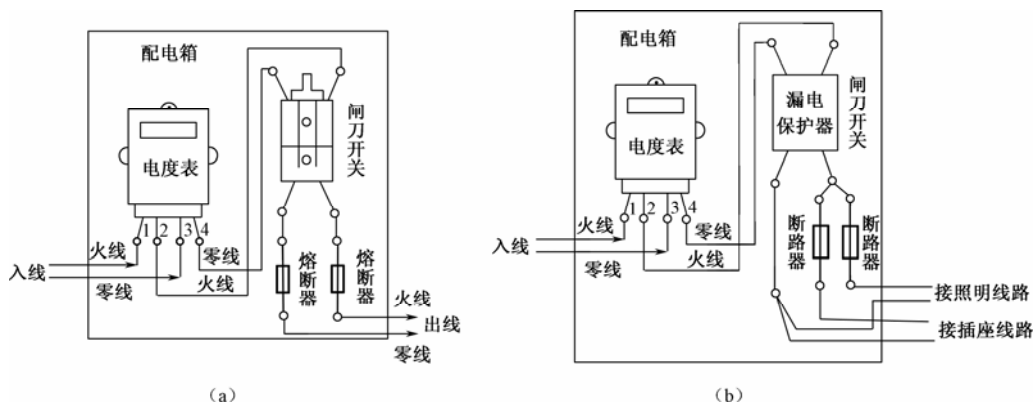 配电箱
电度表
闸刀开关
1 2 3 4
火线
入线
零线
零线
火线
熔断器
熔断器
火线
出线
零线
(a)
配电箱
电度表
漏电
保护器
闸刀开关
1 2 3 4
火线
入线
零线
零线
火线
断路器
断路器
接照明线路
接插座线路
(b)